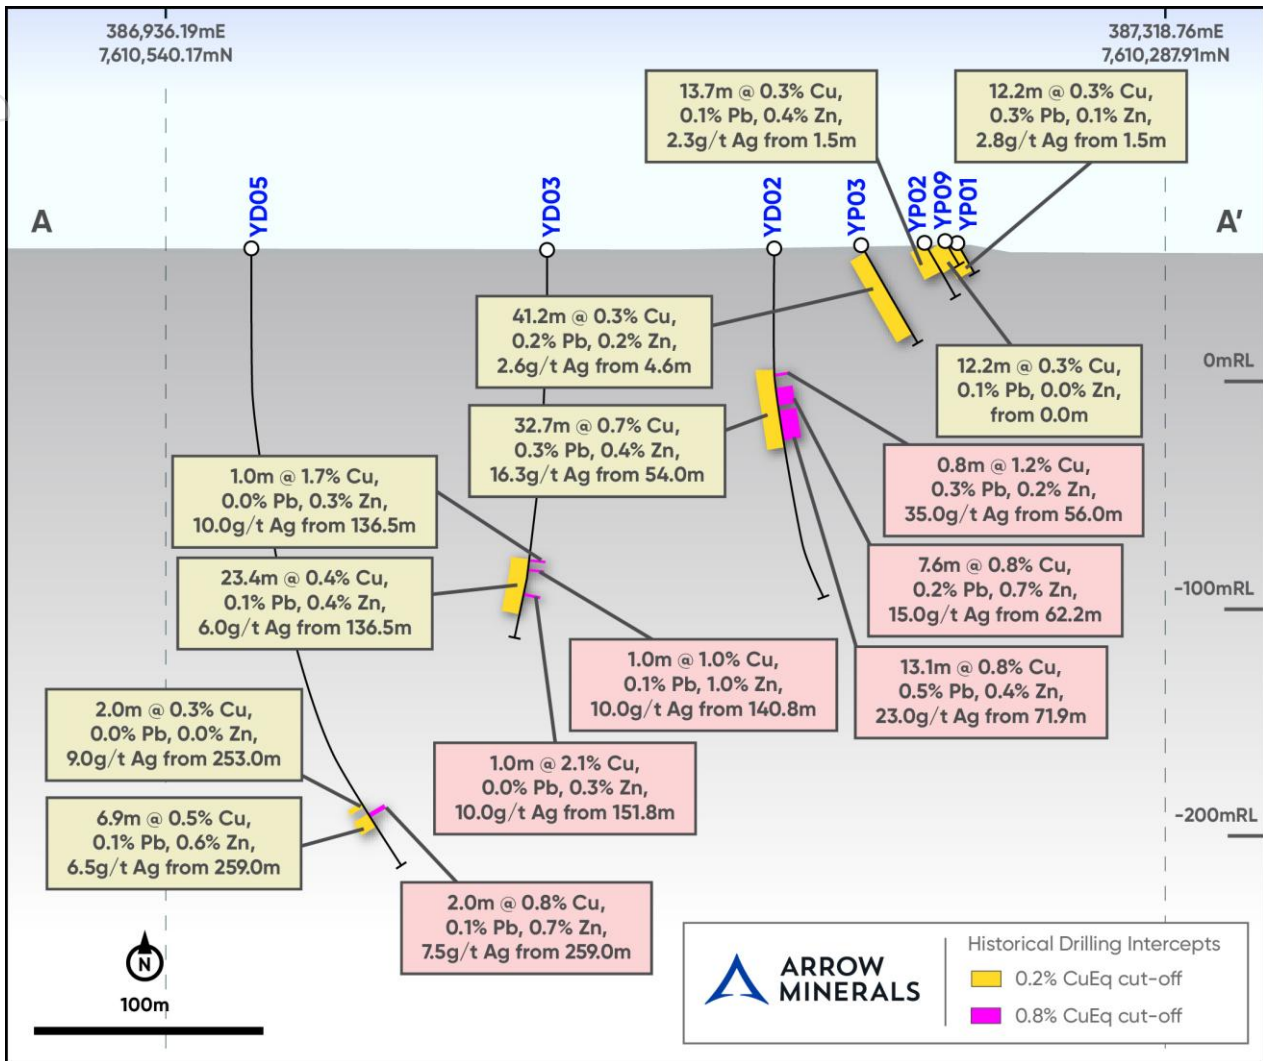 386,936.19mE
7,610,540.17mN
387,318.76mE
7,610,287.91mN
13.7m @ 0.3% Cu,
0.1% Pb, 0.4% Zn,
2.3g/t Ag from 1.5m
12.2m @ 0.3% Cu,
0.3% Pb, 0.1% Zn,
2.8g/t Ag from 1.5m
A
YD05
YD03
YD02
YP03
YP02
YP09
YP01
A'
41.2m @ 0.3% Cu,
0.2% Pb, 0.2% Zn,
2.6g/t Ag from 4.6m
12.2m @ 0.3% Cu,
0.1% Pb, 0.0% Zn,
from 0.0m
0mRL
32.7m @ 0.7% Cu,
0.3% Pb, 0.4% Zn,
16.3g/t Ag from 54.0m
0.8m @ 1.2% Cu,
0.3% Pb, 0.2% Zn,
35.0g/t Ag from 56.0m
1.0m @ 1.7% Cu,
0.0% Pb, 0.3% Zn,
10.0g/t Ag from 136.5m
7.6m @ 0.8% Cu,
0.2% Pb, 0.7% Zn,
15.0g/t Ag from 62.2m
-100mRL
23.4m @ 0.4% Cu,
0.1% Pb, 0.4% Zn,
6.0g/t Ag from 136.5m
1.0m @ 1.0% Cu,
0.1% Pb, 1.0% Zn,
10.0g/t Ag from 140.8m
13.1m @ 0.8% Cu,
0.5% Pb, 0.4% Zn,
23.0g/t Ag from 71.9m
2.0m @ 0.3% Cu,
0.0% Pb, 0.0% Zn,
9.0g/t Ag from 253.0m
1.0m @ 2.1% Cu,
0.0% Pb, 0.3% Zn,
10.0g/t Ag from 151.8m
-200mRL
6.9m @ 0.5% Cu,
0.1% Pb, 0.6% Zn,
6.5g/t Ag from 259.0m
2.0m @ 0.8% Cu,
0.1% Pb, 0.7% Zn,
7.5g/t Ag from 259.0m
N
100m
ARROW
MINERALS
Historical Drilling Intercepts
0.2% CuEq cut-off
0.8% CuEq cut-off